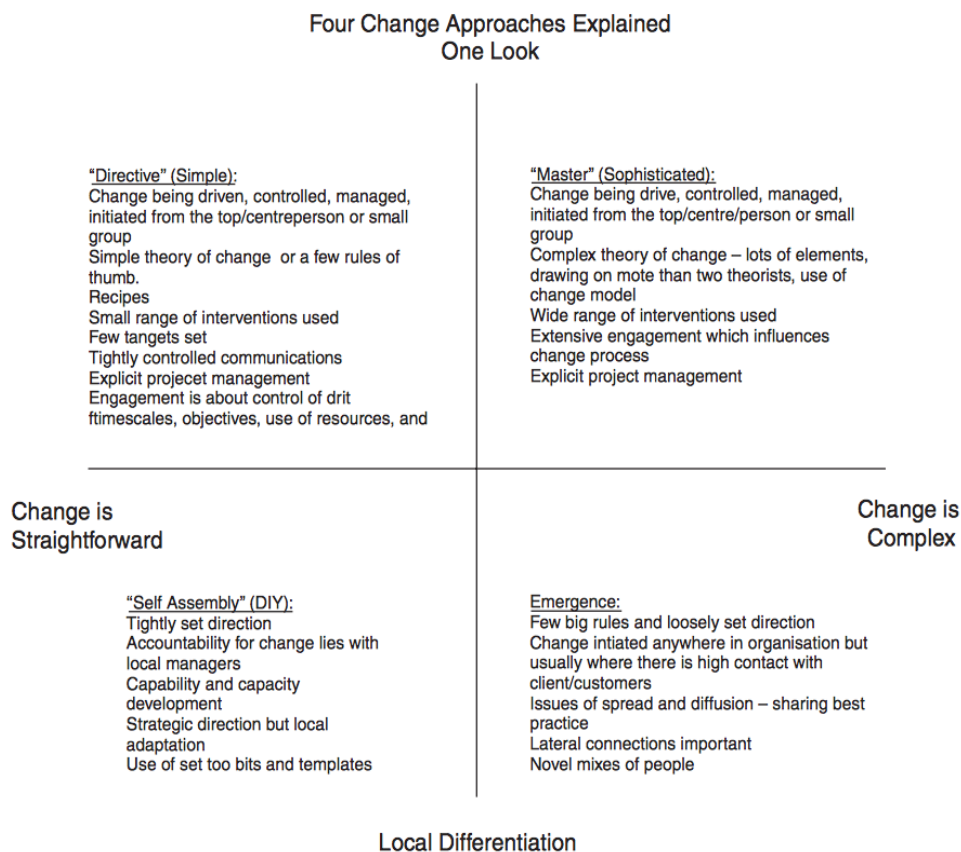 Four Change Approaches Explained
One Look
“Directive” (Simple):
Change being driven, controlled, managed,
initiated from the top/centreperson or small
group
Simple theory of change or a few rules of
thumb.
Recipes
Small range of interventions used
Few tangets set
Tightly controlled communications
Explicit projecet management
Engagement is about control of drit
ftimescales, objectives, use of resources, and
“Master” (Sophisticated):
Change being drive, controlled, managed,
initiated from the top/centre/person or small
group
Complex theory of change – lots of elements,
drawing on mote than two theorists, use of
change model
Wide range of interventions used
Extensive engagement which influences
change process
Explicit project management
Change is
Straightforward
Change is
Complex
“Self Assembly” (DIY):
Tightly set direction
Accountability for change lies with
local managers
Capability and capacity
development
Strategic direction but local
adaptation
Use of set too bits and templates
Emergence:
Few big rules and loosely set direction
Change intiated anywhere in organisation but
usually where there is high contact with
client/customers
Issues of spread and diffusion – sharing best
practice
Lateral connections important
Novel mixes of people
Local Differentiation